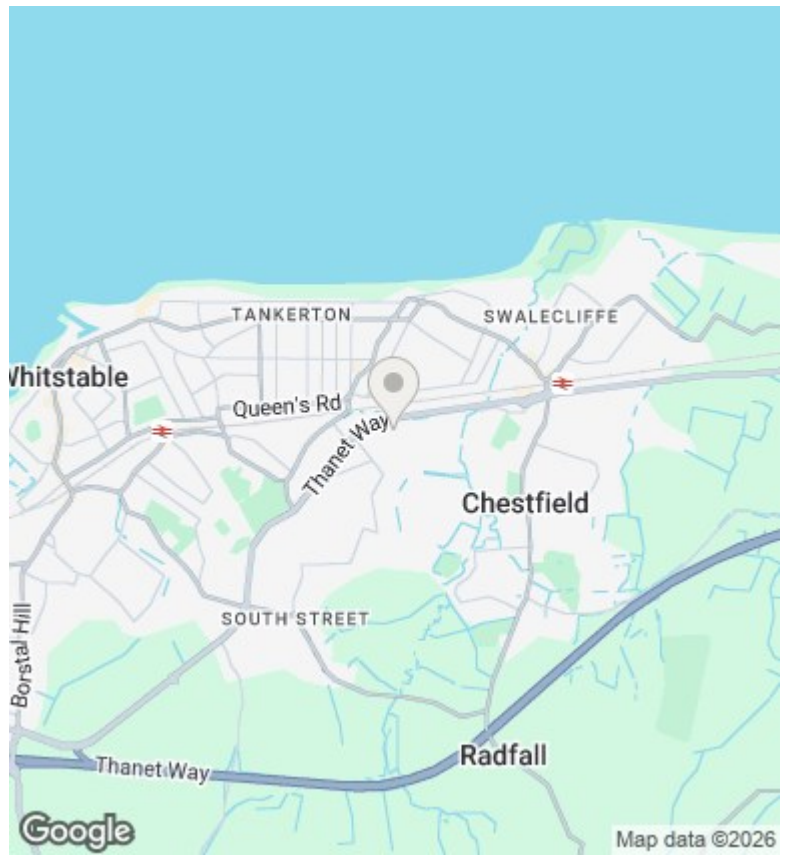 TANKERTON
SWALECLIFFE
Whitstable
Queen's Rd
Thanet Way
Chestfield
SOUTH STREET
Borstal Hill
Radfall
Thanet Way
Google
Map data ©2026